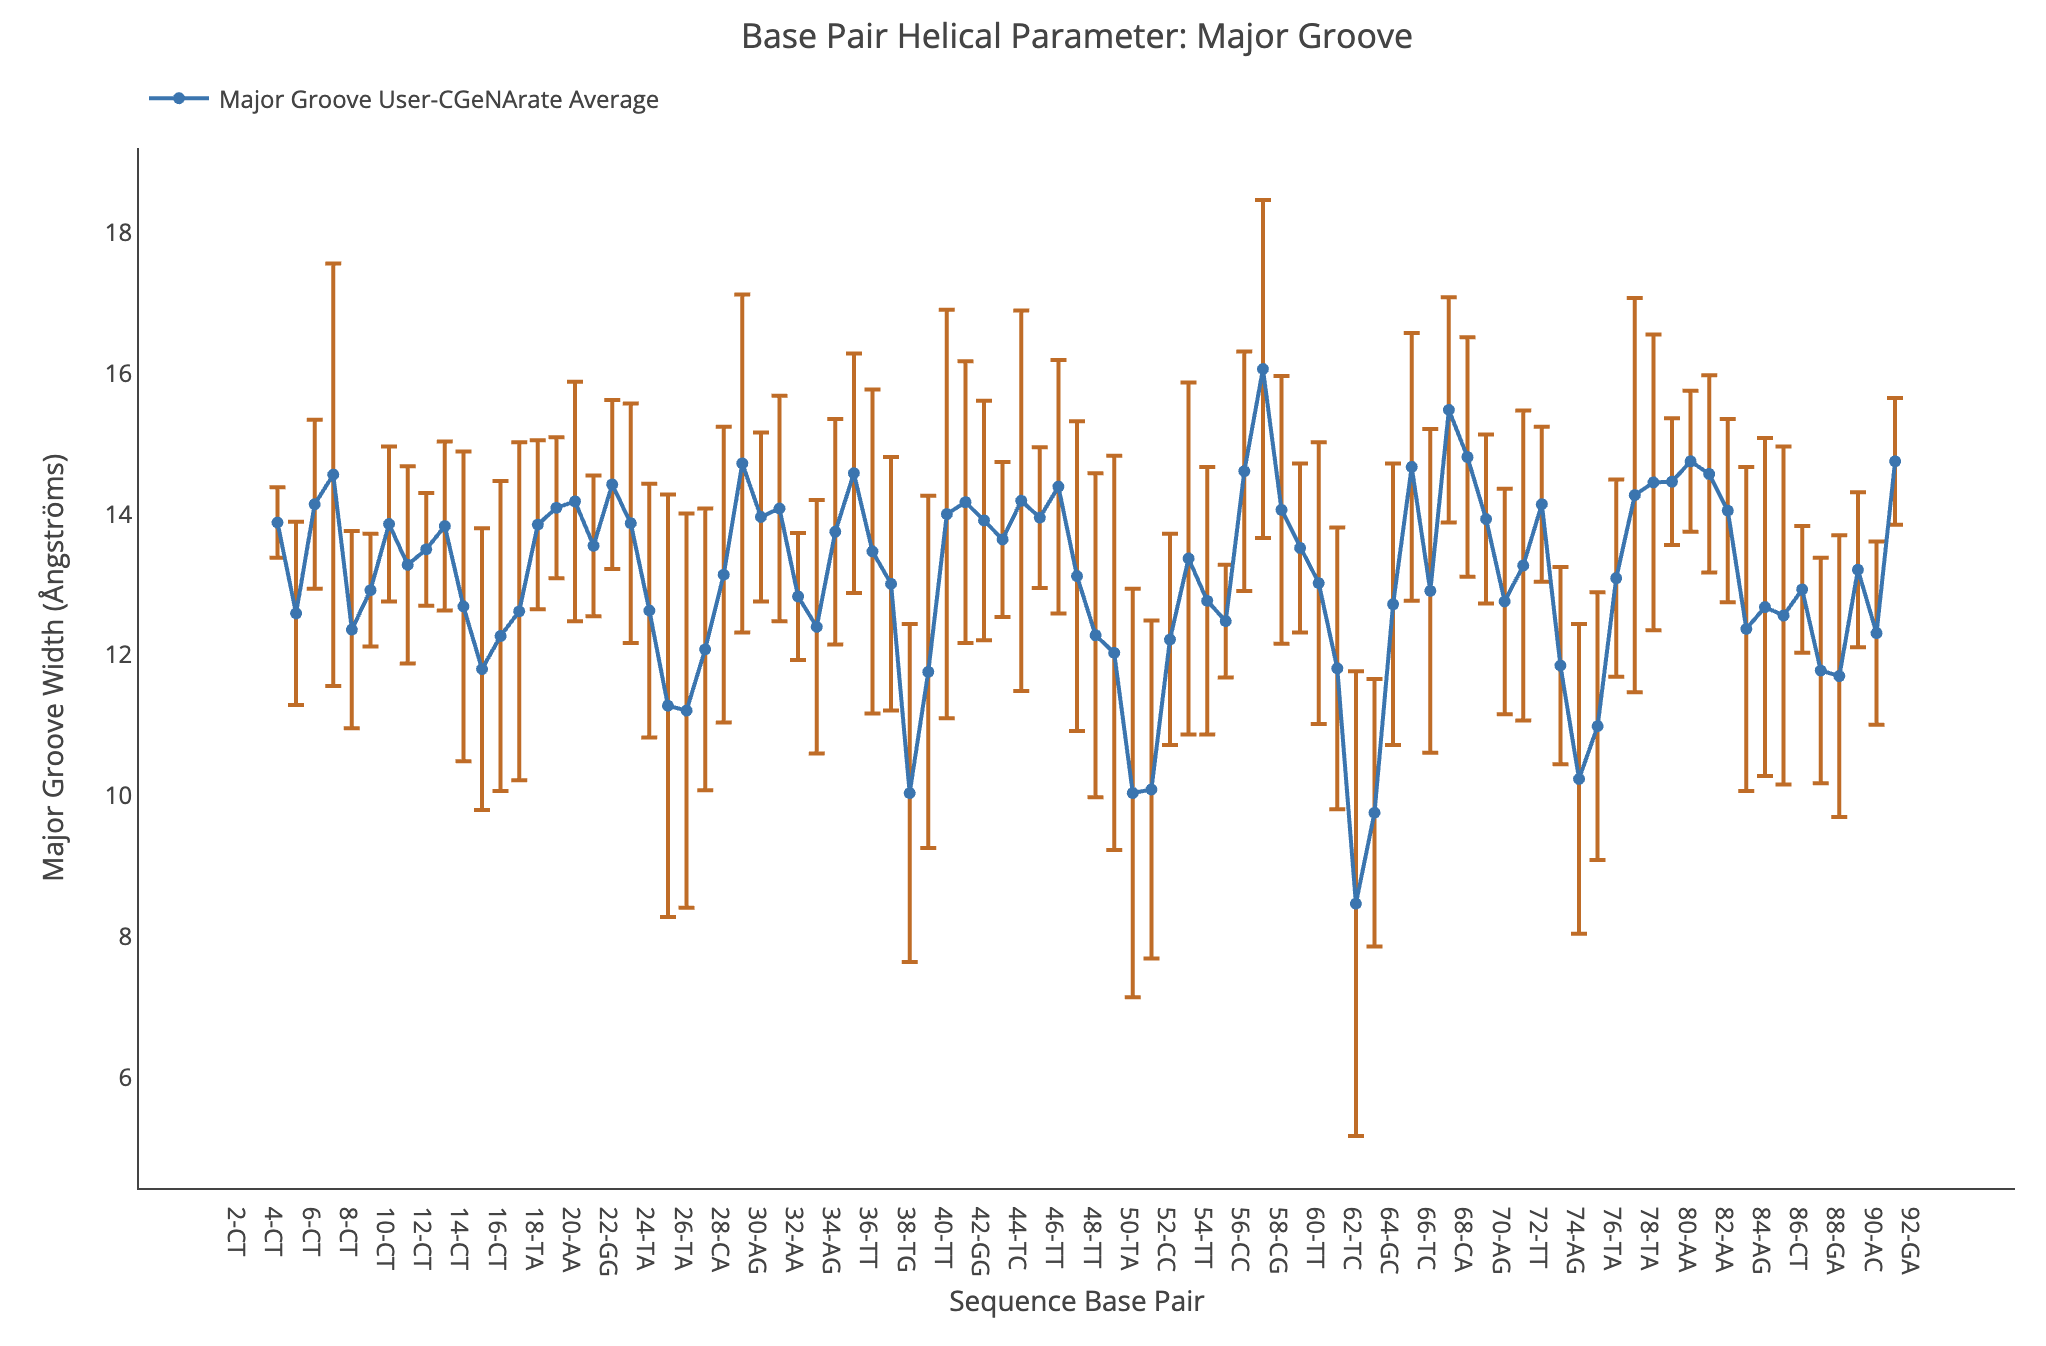 Base Pair Helical Parameter: Major Groove
Major Groove User-CGeNArate Average
Major Groove Width (Ångströms)
18
16
14
12
10
8
6
2-CT
4-CT
6-CT
8-CT
10-CT
12-CT
14-CT
16-CT
18-TA
20-AA
22-GG
24-TA
26-TA
28-CA
30-AG
32-AA
34-AG
36-TT
38-TG
40-TT
42-GG
44-TC
46-TT
48-TT
50-TA
52-CC
54-TT
56-CC
58-CG
60-TT
62-TC
64-GC
66-TC
68-CA
70-AG
72-TT
74-AG
76-TA
78-TA
80-AA
82-AA
84-AG
86-CT
88-GA
90-AC
92-GA
Sequence Base Pair